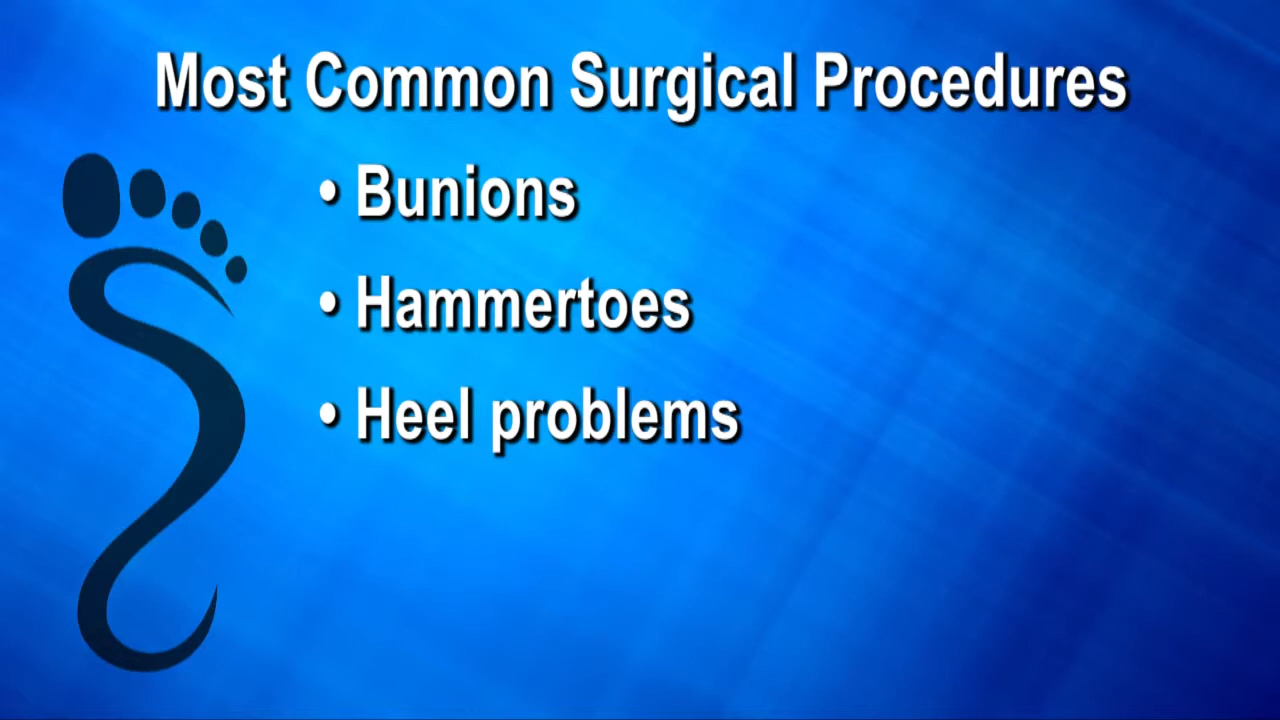 Most Common Surgical Procedures
• Bunions
• Hammertoes
• Heel problems